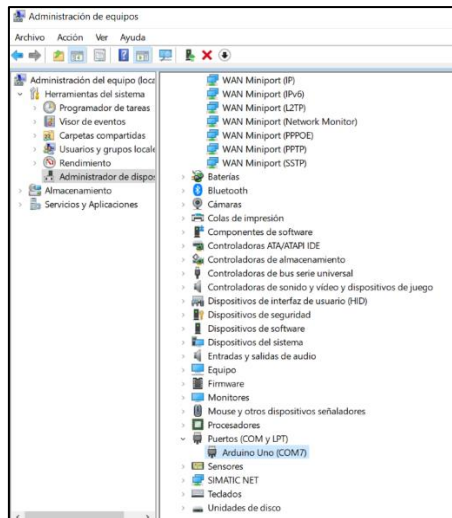 Administración de equipos
Archivo Acción Ver Ayuda
Administración del equipo (loca
Herramientas del sistema
Programador de tareas
Visor de eventos
Carpetas compartidas
Usuarios y grupos locale
Rendimiento
Administrador de dispos
Almacenamiento
Servicios y Aplicaciones
WAN Miniport (IP)
WAN Miniport (IPv6)
WAN Miniport (L2TP)
WAN Miniport (Network Monitor)
WAN Miniport (PPPOE)
WAN Miniport (PPTP)
WAN Miniport (SSTP)
Baterías
Bluetooth
Cámaras
Colas de impresión
Componentes de software
Controladoras ATA/ATAPI IDE
Controladoras de almacenamiento
Controladoras de bus serie universal
Controladoras de sonido y vídeo y dispositivos de juego
Dispositivos de interfaz de usuario (HID)
Dispositivos de seguridad
Dispositivos de software
Dispositivos del sistema
Entradas y salidas de audio
Equipo
Firmware
Monitores
Mouse y otros dispositivos señaladores
Procesadores
Puertos (COM y LPT)
Arduino Uno (COM7)
Sensores
SIMATIC NET
Teclados
Unidades de disco